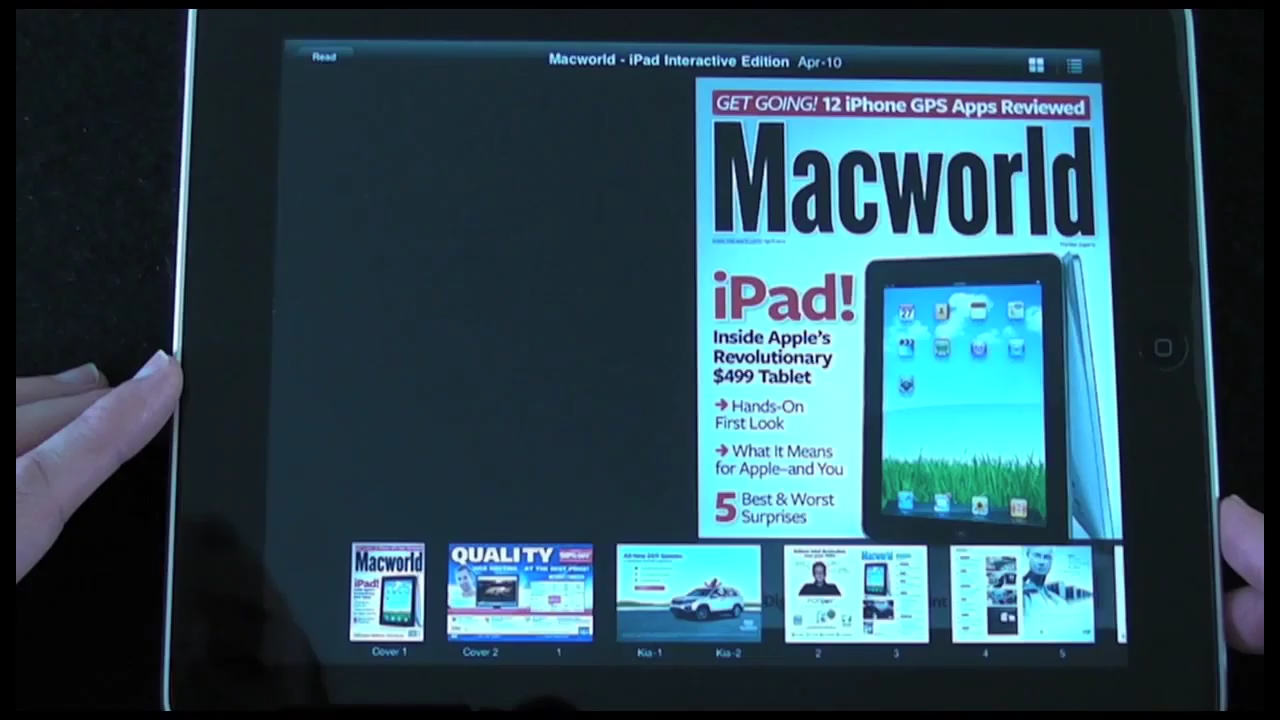 Read
Macworld - iPad Interactive Edition Apr-10
GET GOING! 12 iPhone GPS Apps Reviewed
Macworld
iPad!
Inside Apple's
Revolutionary
$499 Tablet
→ Hands-On
First Look
→ What It Means
for Apple–and You
5 Best & Worst
Surprises
27
Macworld
iPad!
QUALITY
Macworld
Cover 1
Cover 2
1
Kia-1
Kia-2
2
3
4
5